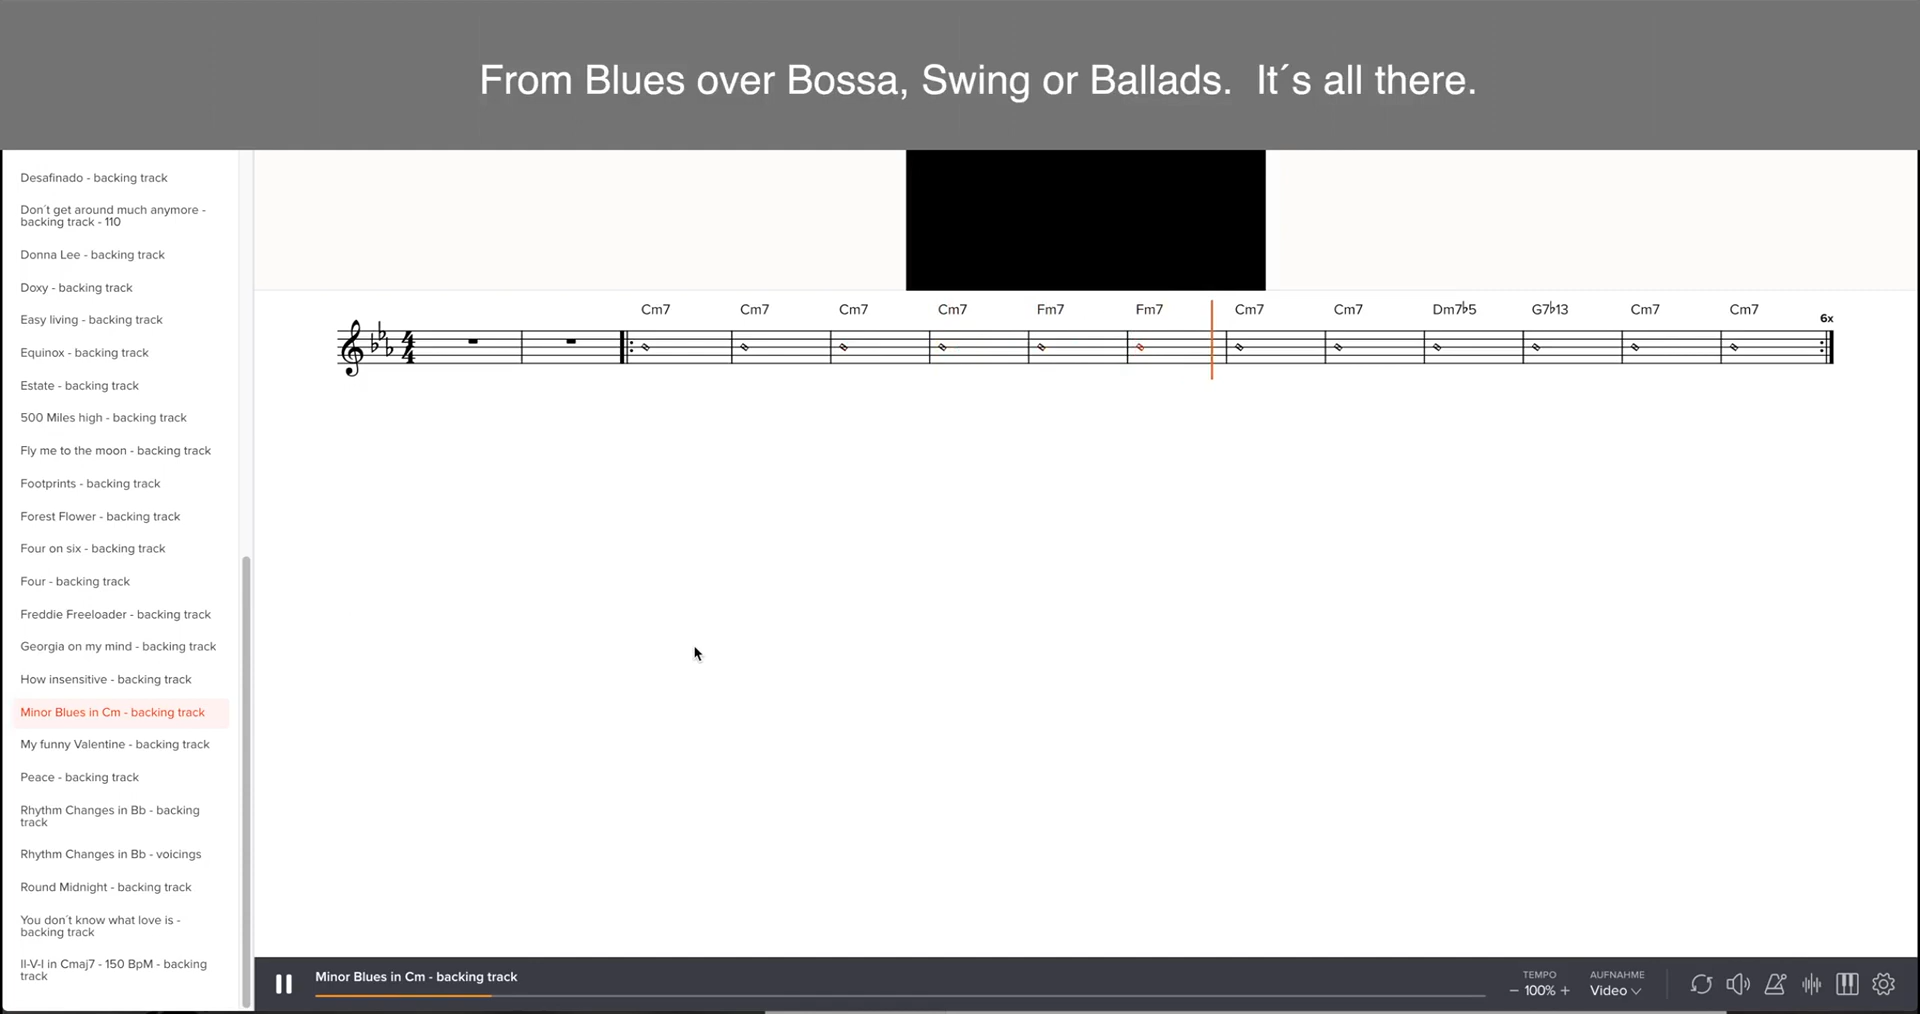 From Blues over Bossa, Swing or Ballads.  It´s all there.
Desafinado - backing track
Don´t get around much anymore -
backing track - 110
Donna Lee - backing track
Doxy - backing track
Easy living - backing track
Equinox - backing track
Estate - backing track
500 Miles high - backing track
Fly me to the moon - backing track
Footprints - backing track
Forest Flower - backing track
Four on six - backing track
Four - backing track
Freddie Freeloader - backing track
Georgia on my mind - backing track
How insensitive - backing track
Minor Blues in Cm - backing track
My funny Valentine - backing track
Peace - backing track
Rhythm Changes in Bb - backing
track
Rhythm Changes in Bb - voicings
Round Midnight - backing track
You don´t know what love is -
backing track
II-V-I in Cmaj7 - 150 BpM - backing
track
Cm7 Cm7 Cm7 Cm7 Fm7 Fm7 Cm7 Cm7 Dm7♭5 G7♭13 Cm7 Cm7
6x
4
4
Minor Blues in Cm - backing track
TEMPO
− 100% +
AUFNAHME
Video